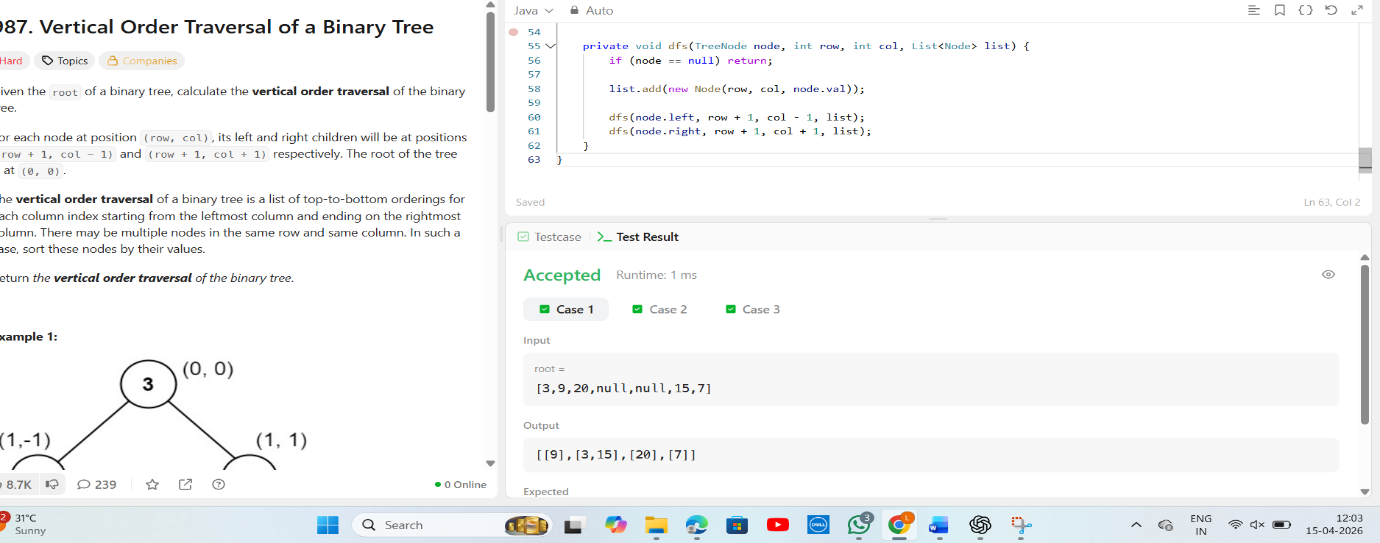 987. Vertical Order Traversal of a Binary Tree
Hard Topics Companies
iven the root of a binary tree, calculate the vertical order traversal of the binary
ee.
or each node at position (row, col), its left and right children will be at positions
row + 1, col - 1) and (row + 1, col + 1) respectively. The root of the tree
at (0, 0).
he vertical order traversal of a binary tree is a list of top-to-bottom orderings for
ach column index starting from the leftmost column and ending on the rightmost
olumn. There may be multiple nodes in the same row and same column. In such a
ase, sort these nodes by their values.
eturn the vertical order traversal of the binary tree.
xample 1:
3
(0, 0)
(1,-1)
(1, 1)
8.7K 239
0 Online
Java Auto
54
55 private void dfs(TreeNode node, int row, int col, List<Node> list) {
56 if (node == null) return;
57
58 list.add(new Node(row, col, node.val));
59
60 dfs(node.left, row + 1, col - 1, list);
61 dfs(node.right, row + 1, col + 1, list);
62 }
63 }
Saved
Ln 63, Col 2
Testcase >_ Test Result
Accepted Runtime: 1 ms
Case 1 Case 2 Case 3
Input
root =
[3,9,20,null,null,15,7]
Output
[[9],[3,15],[20],[7]]
Expected
2
31°C
Sunny
Search
DELL
3
L
W
ENG
IN
12:03
15-04-2026